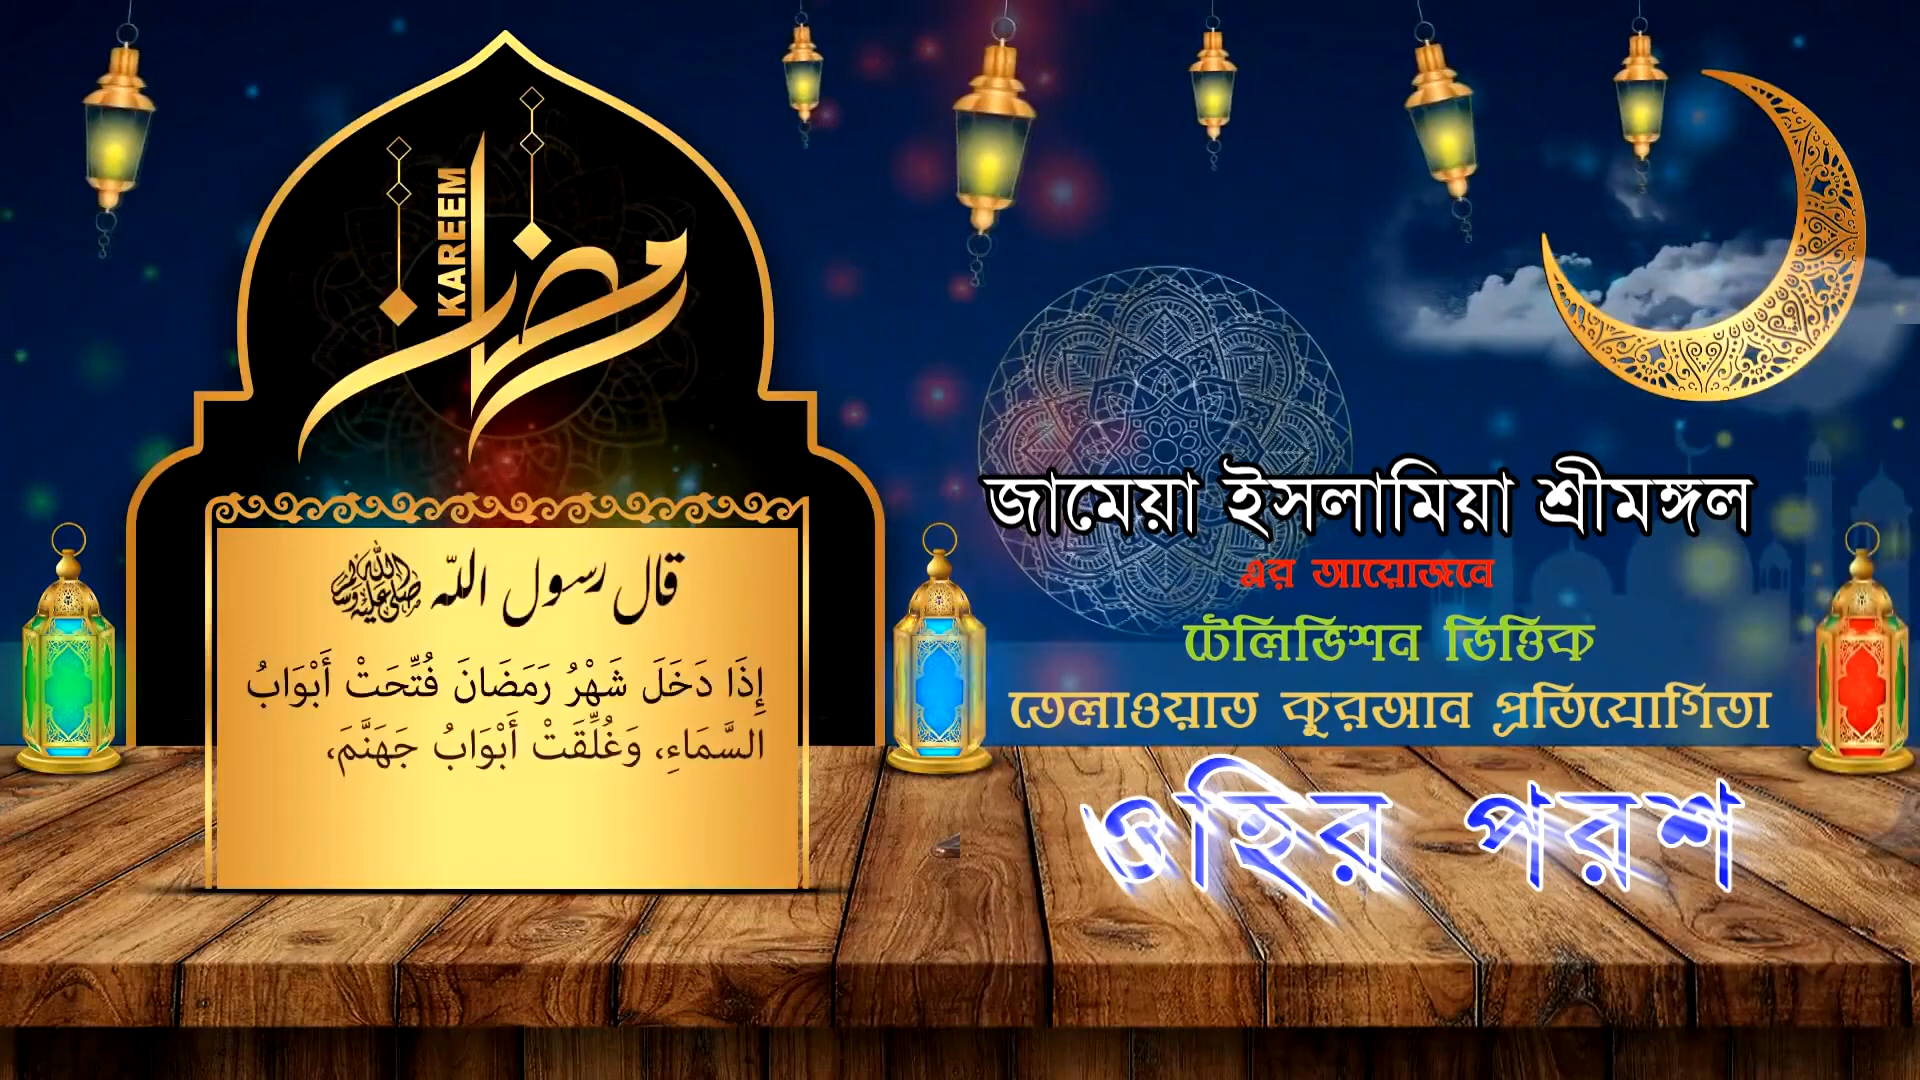 رمضان
KAREEM
قال رسول الله ﷺ
إِذَا دَخَلَ شَهْرُ رَمَضَانَ فُتِّحَتْ أَبْوَابُ
السَّمَاءِ، وَغُلِّقَتْ أَبْوَابُ جَهَنَّمَ،
জামেয়া ইসলামিয়া শ্রীমঙ্গল
এর আয়োজনে
টেলিভিশন ভিত্তিক
তেলাওয়াত কুরআন প্রতিযোগিতা
ওহির পরশ